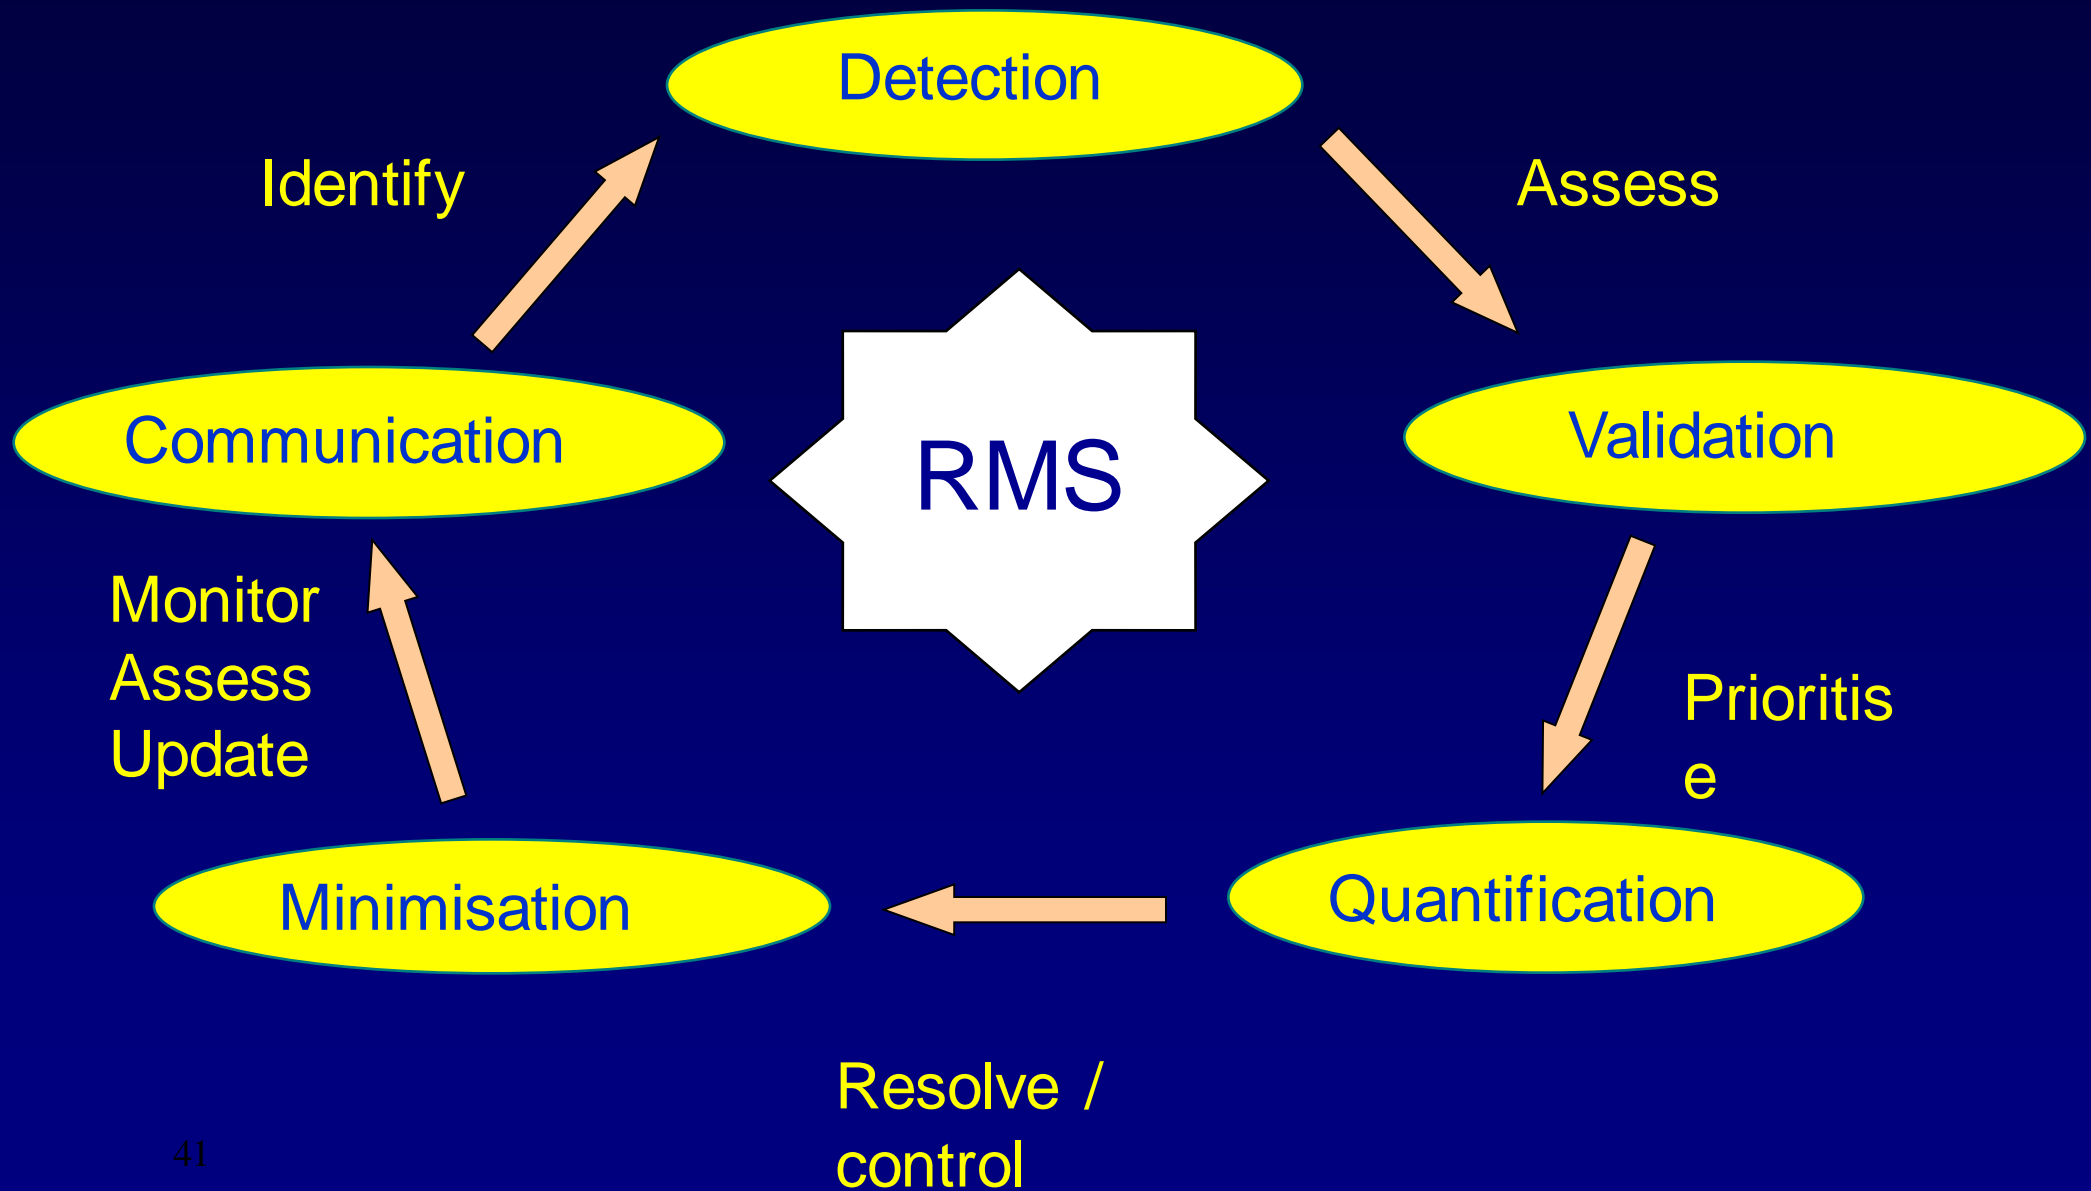 Detection
Identify
Assess
Communication
RMS
Validation
Monitor
Assess
Update
Prioritis
e
Minimisation
Quantification
Resolve /
control
41